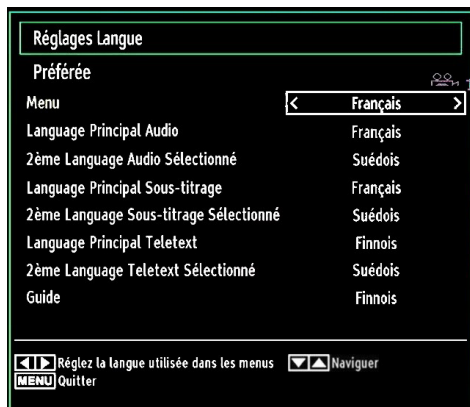 Réglages Langue
Préférée
Menu < Français >
Language Principal Audio Français
2ème Language Audio Sélectionné Suédois
Language Principal Sous-titrage Français
2ème Language Sous-titrage Sélectionné Suédois
Language Principal Teletext Finnois
2ème Language Teletext Sélectionné Suédois
Guide Finnois
Réglez la langue utilisée dans les menus Naviguer
MENU Quitter